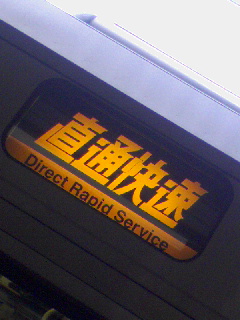 直通快速
Direct Rapid Service